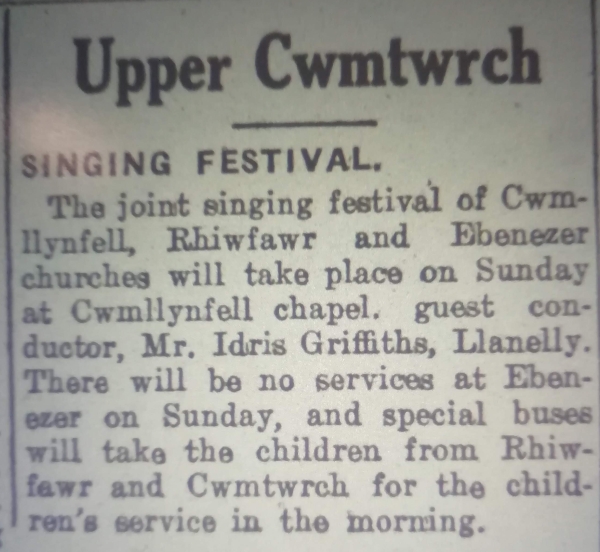 Upper Cwmtwrch
SINGING FESTIVAL.
The joint singing festival of Cwm-
llynfell, Rhiwfawr and Ebenezer
churches will take place on Sunday
at Cwmllynfell chapel. guest con-
ductor, Mr. Idris Griffiths, Llanelly.
There will be no services at Eben-
ezer on Sunday, and special buses
will take the children from Rhiw-
fawr and Cwmtwrch for the child-
ren's service in the morning.